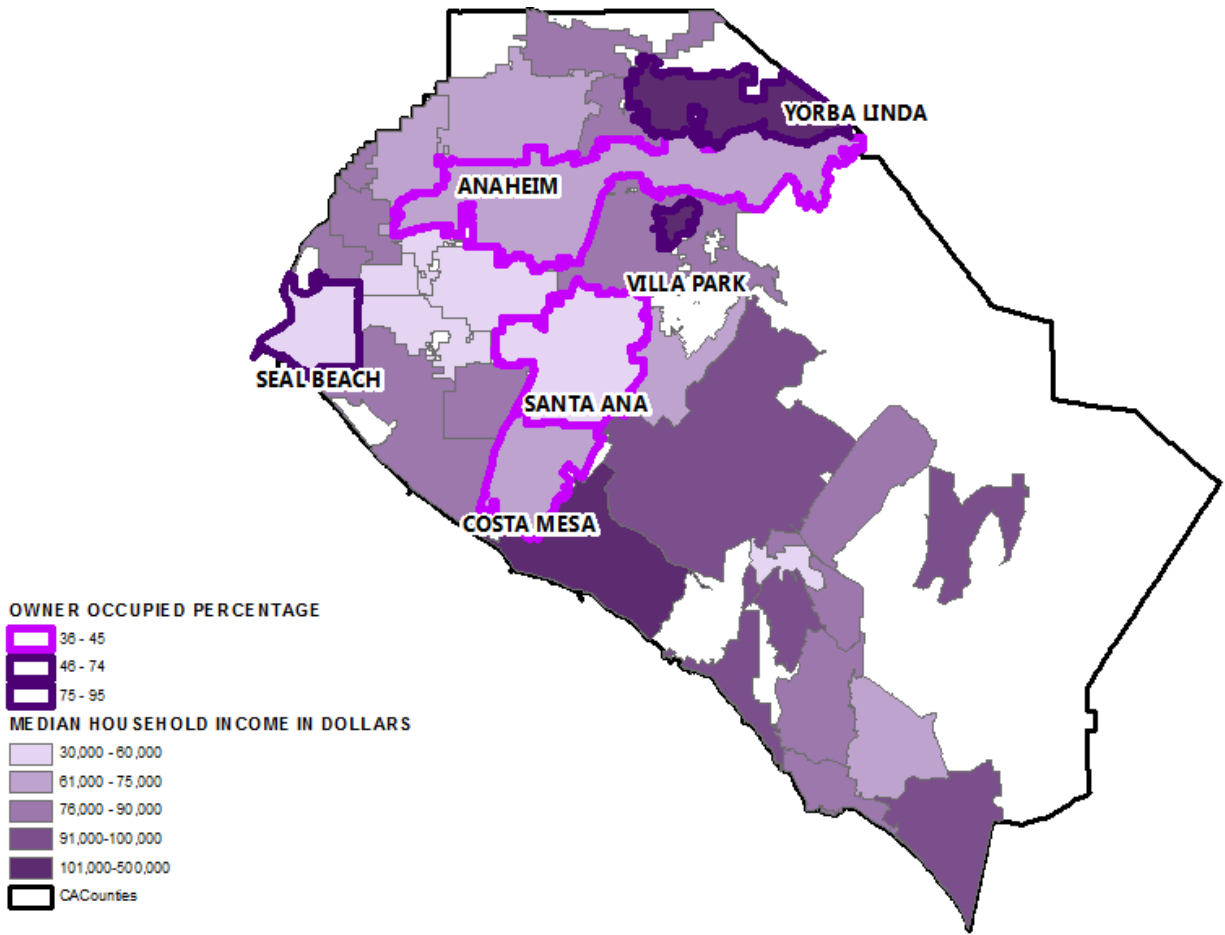 YORBA LINDA
ANAHEIM
VILLA PARK
SEAL BEACH
SANTA ANA
COSTA MESA
OWNER OCCUPIED PERCENTAGE
36 - 45
46 - 74
75 - 95
MEDIAN HOUSEHOLD INCOME IN DOLLARS
30,000 - 60,000
61,000 - 75,000
76,000 - 90,000
91,000-100,000
101,000-500,000
CACounties